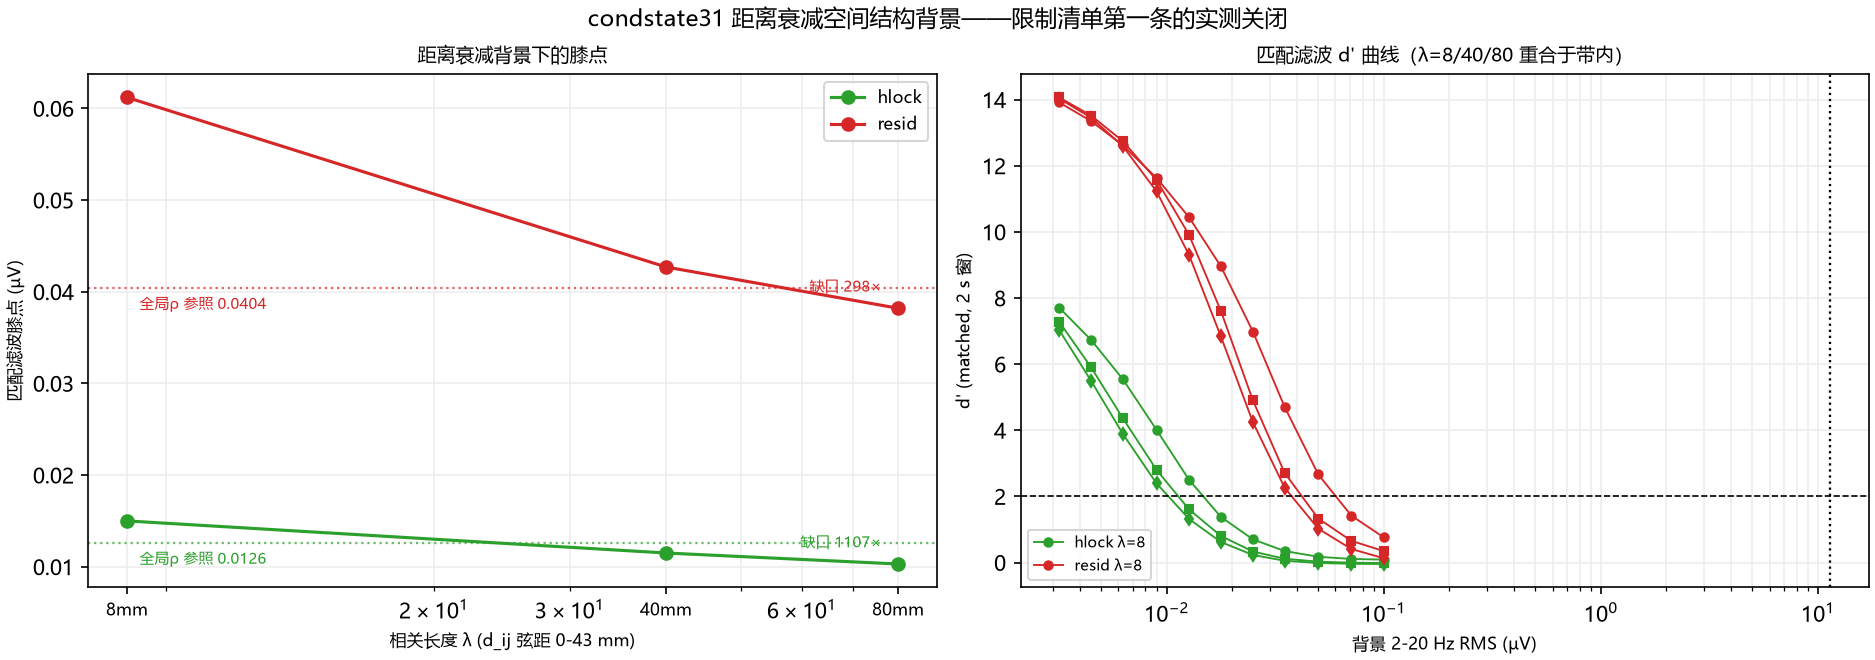 condstate31 距离衰减空间结构背景——限制清单第一条的实测关闭
距离衰减背景下的膝点
匹配滤波膝点 (μV)
0.06
0.05
0.04
0.03
0.02
0.01
hlock
resid
缺口 298×
全局ρ 参照 0.0404
缺口 1107×
全局ρ 参照 0.0126
8mm
2 × 10¹
3 × 10¹
40mm
6 × 10¹
80mm
相关长度 λ (d_ij 弦距 0-43 mm)
匹配滤波 d' 曲线 (λ=8/40/80 重合于带内)
d' (matched, 2 s 窗)
14
12
10
8
6
4
2
0
hlock λ=8
resid λ=8
10⁻²
10⁻¹
10⁰
10¹
背景 2-20 Hz RMS (μV)